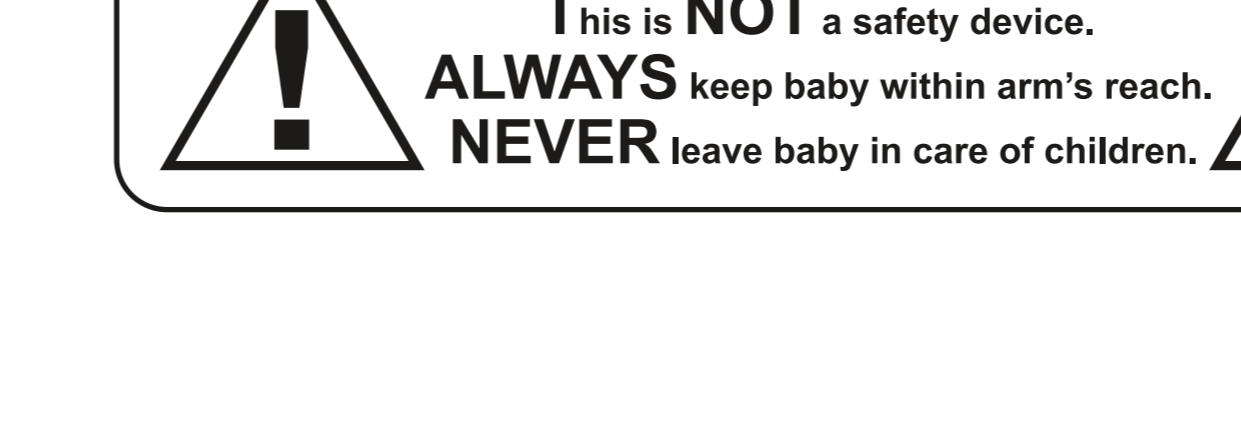 This is NOT a safety device.
ALWAYS keep baby within arm’s reach.
NEVER leave baby in care of children.